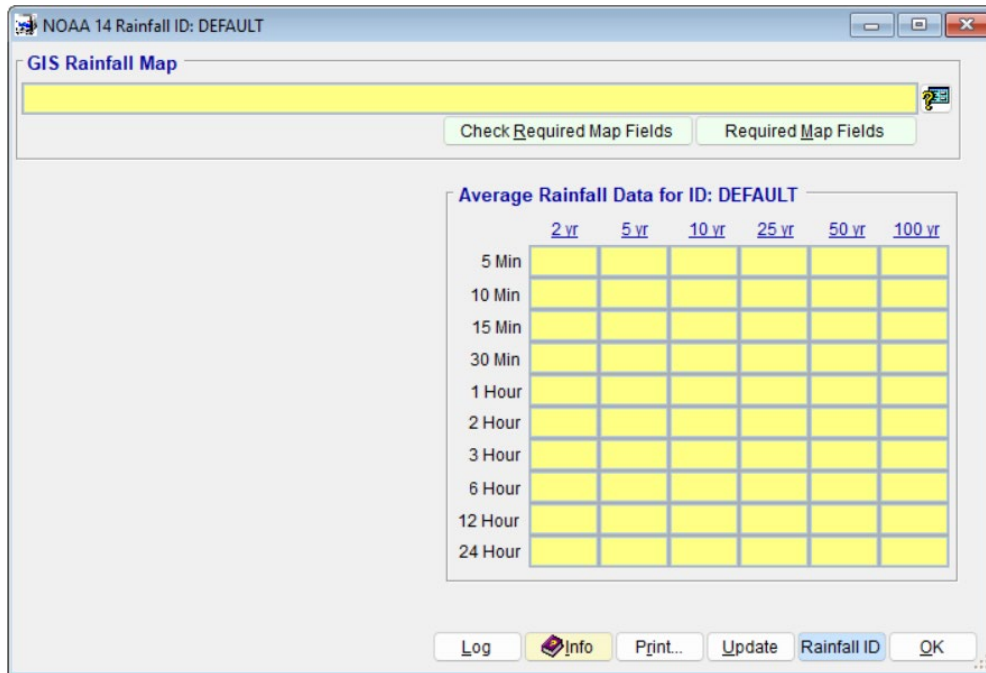 NOAA 14 Rainfall ID: DEFAULT
GIS Rainfall Map
Check Required Map Fields Required Map Fields
Average Rainfall Data for ID: DEFAULT
2 yr 5 yr 10 yr 25 yr 50 yr 100 yr
5 Min
10 Min
15 Min
30 Min
1 Hour
2 Hour
3 Hour
6 Hour
12 Hour
24 Hour
Log Info Print... Update Rainfall ID OK